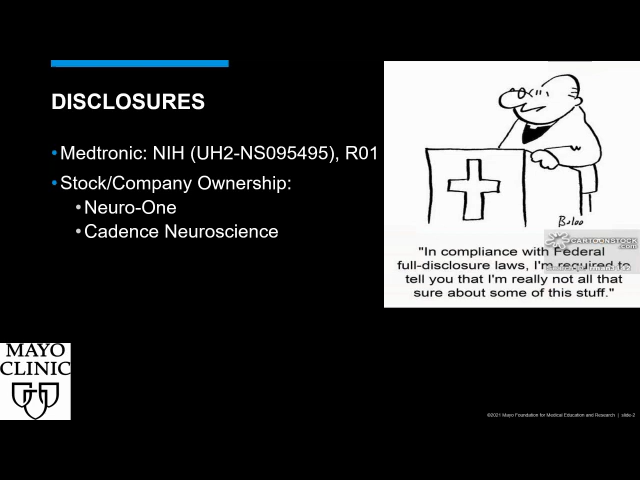 DISCLOSURES
•Medtronic: NIH (UH2-NS095495), R01
•Stock/Company Ownership:
•Neuro-One
•Cadence Neuroscience
Baloo
CARTOONSTOCK
.com
"In compliance with Federal
full-disclosure laws, I'm required to
tell you that I'm really not all that
sure about some of this stuff."
MAYO
CLINIC
©2021 Mayo Foundation for Medical Education and Research | slide-2